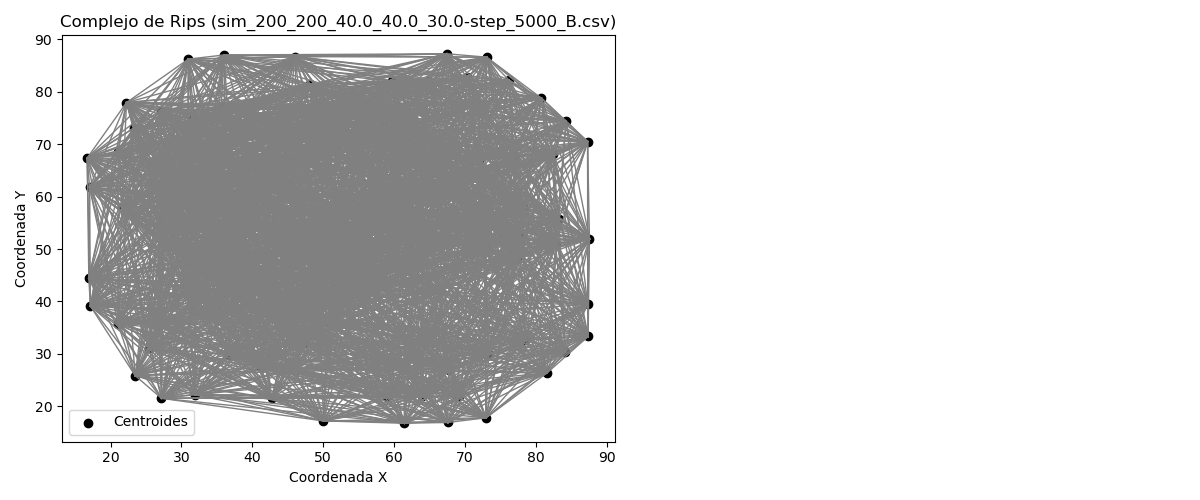 Complejo de Rips (sim_200_200_40.0_40.0_30.0-step_5000_B.csv)
90
80
70
60
50
40
30
20
Coordenada Y
Centroides
20 30 40 50 60 70 80 90
Coordenada X